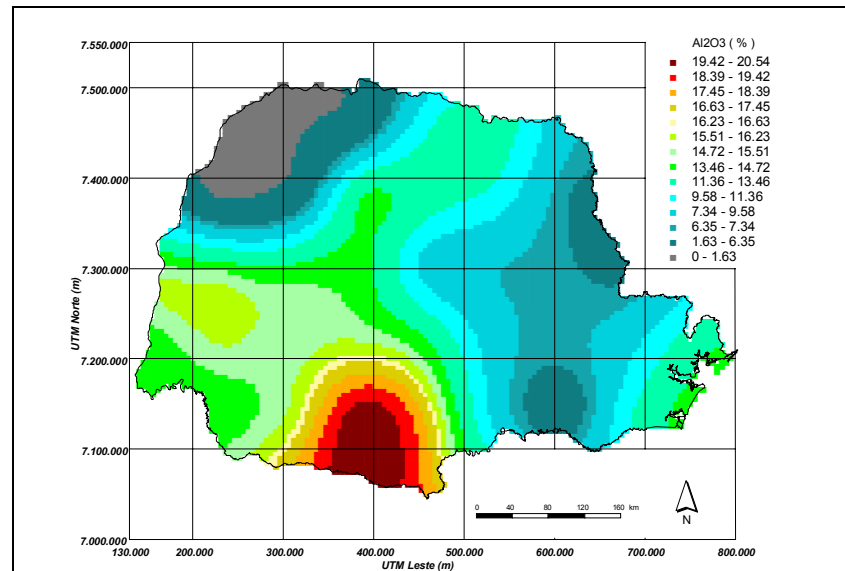 Al2O3 ( % )
19.42 - 20.54
18.39 - 19.42
17.45 - 18.39
16.63 - 17.45
16.23 - 16.63
15.51 - 16.23
14.72 - 15.51
13.46 - 14.72
11.36 - 13.46
9.58 - 11.36
7.34 - 9.58
6.35 - 7.34
1.63 - 6.35
0 - 1.63
7.550.000
7.500.000
7.400.000
7.300.000
7.200.000
7.100.000
7.000.000
UTM Norte (m)
0 40 80 120 160 km
N
130.000 200.000 300.000 400.000 500.000 600.000 700.000 800.000
UTM Leste (m)